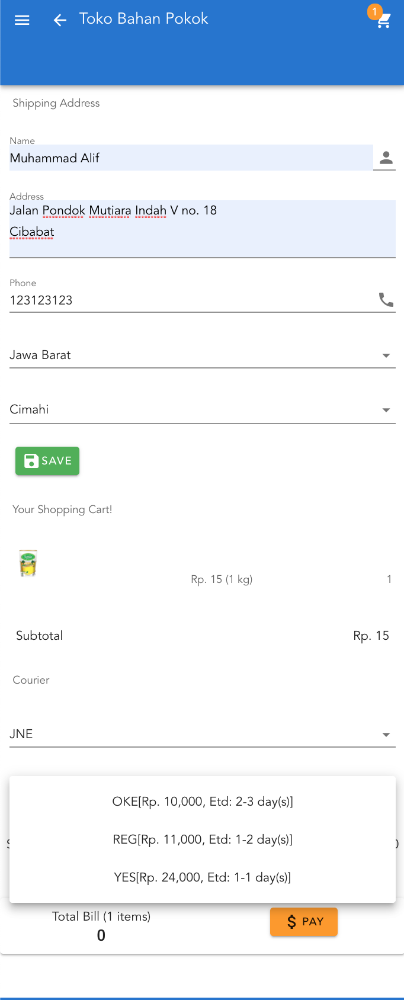 Toko Bahan Pokok
1
Shipping Address
Name
Muhammad Alif
Address
Jalan Pondok Mutiara Indah V no. 18
Cibabat
Phone
123123123
Jawa Barat
Cimahi
SAVE
Your Shopping Cart!
Rp. 15 (1 kg)
1
Subtotal
Rp. 15
Courier
JNE
OKE[Rp. 10,000, Etd: 2-3 day(s)]
REG[Rp. 11,000, Etd: 1-2 day(s)]
YES[Rp. 24,000, Etd: 1-1 day(s)]
Total Bill (1 items)
0
$ PAY